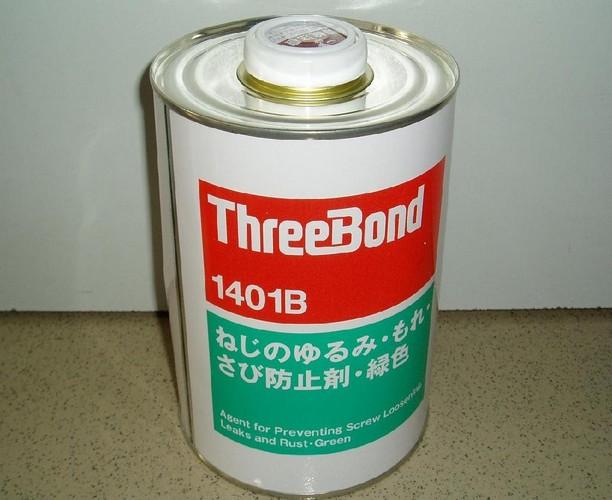 ThreeBond
1401B
ねじのゆるみ・もれ・
さび防止剤・緑色
Agent for Preventing Screw Loosening
Leaks and Rust・Green